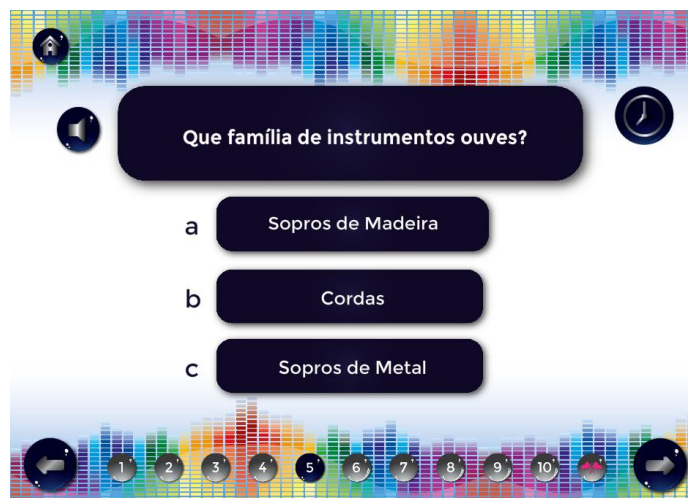 Que família de instrumentos ouves?
a Sopros de Madeira
b Cordas
c Sopros de Metal
1 2 3 4 5 6 7 8 9 10